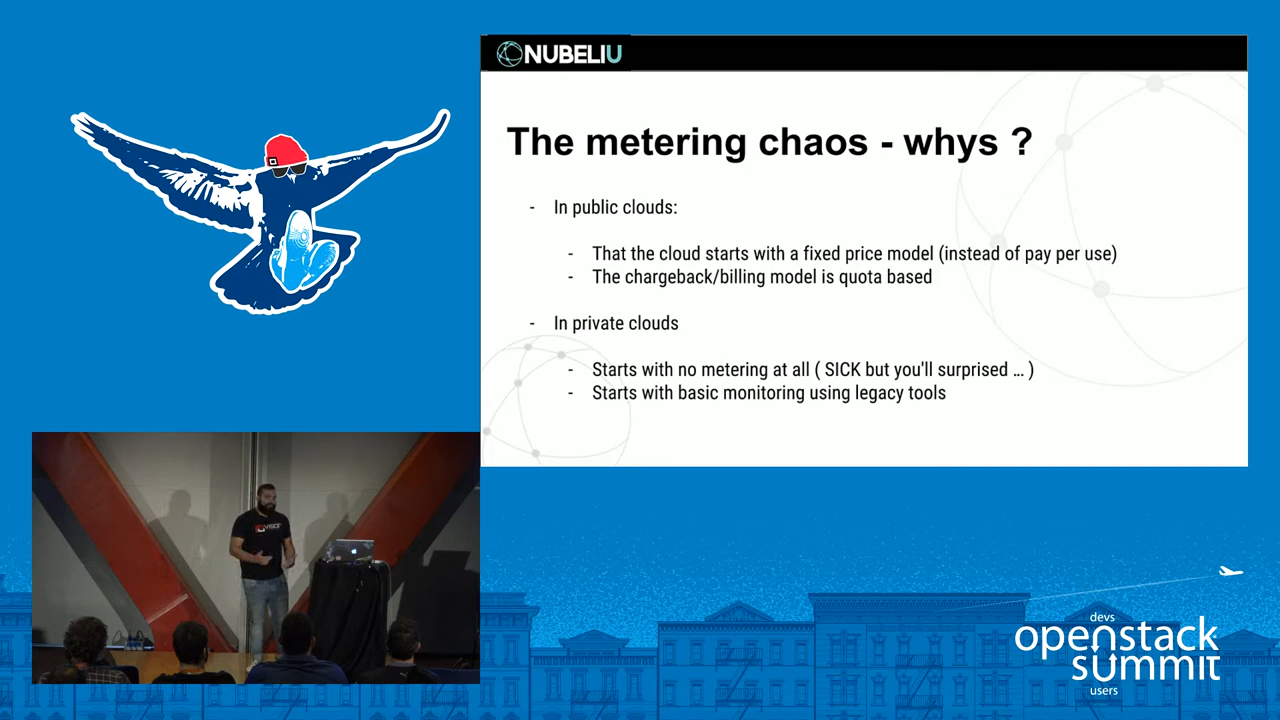 NUBELIU
The metering chaos - whys ?
- In public clouds:
- That the cloud starts with a fixed price model (instead of pay per use)
- The chargeback/billing model is quota based
- In private clouds
- Starts with no metering at all ( SICK but you'll surprised ... )
- Starts with basic monitoring using legacy tools
devs
openstack
summit
users